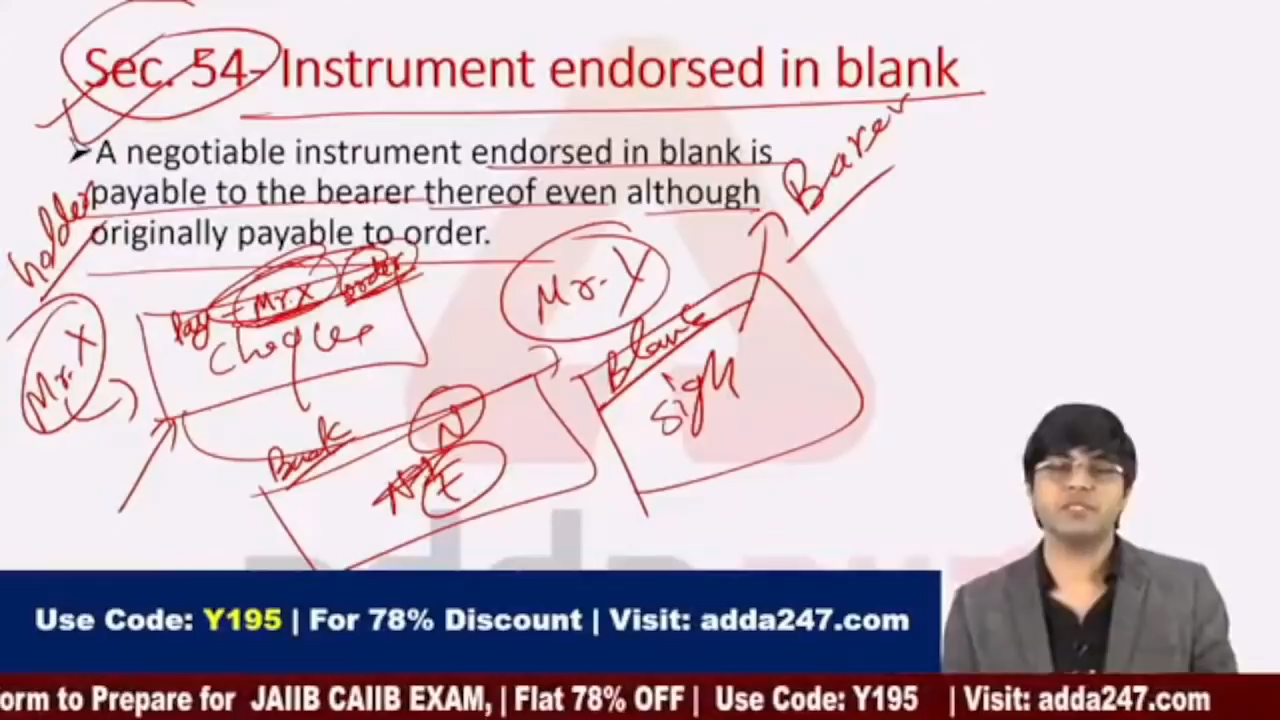 Sec. 54- Instrument endorsed in blank
➤A negotiable instrument endorsed in blank is
payable to the bearer thereof even although
originally payable to order.
holder
Barer
Mr. X
Pay - Mr. X order
Mr. Y
Blank
sign
Back
N
E
Use Code: Y195 | For 78% Discount | Visit: adda247.com
orm to Prepare for JAIIB CAIIB EXAM, | Flat 78% OFF | Use Code: Y195 | Visit: adda247.com